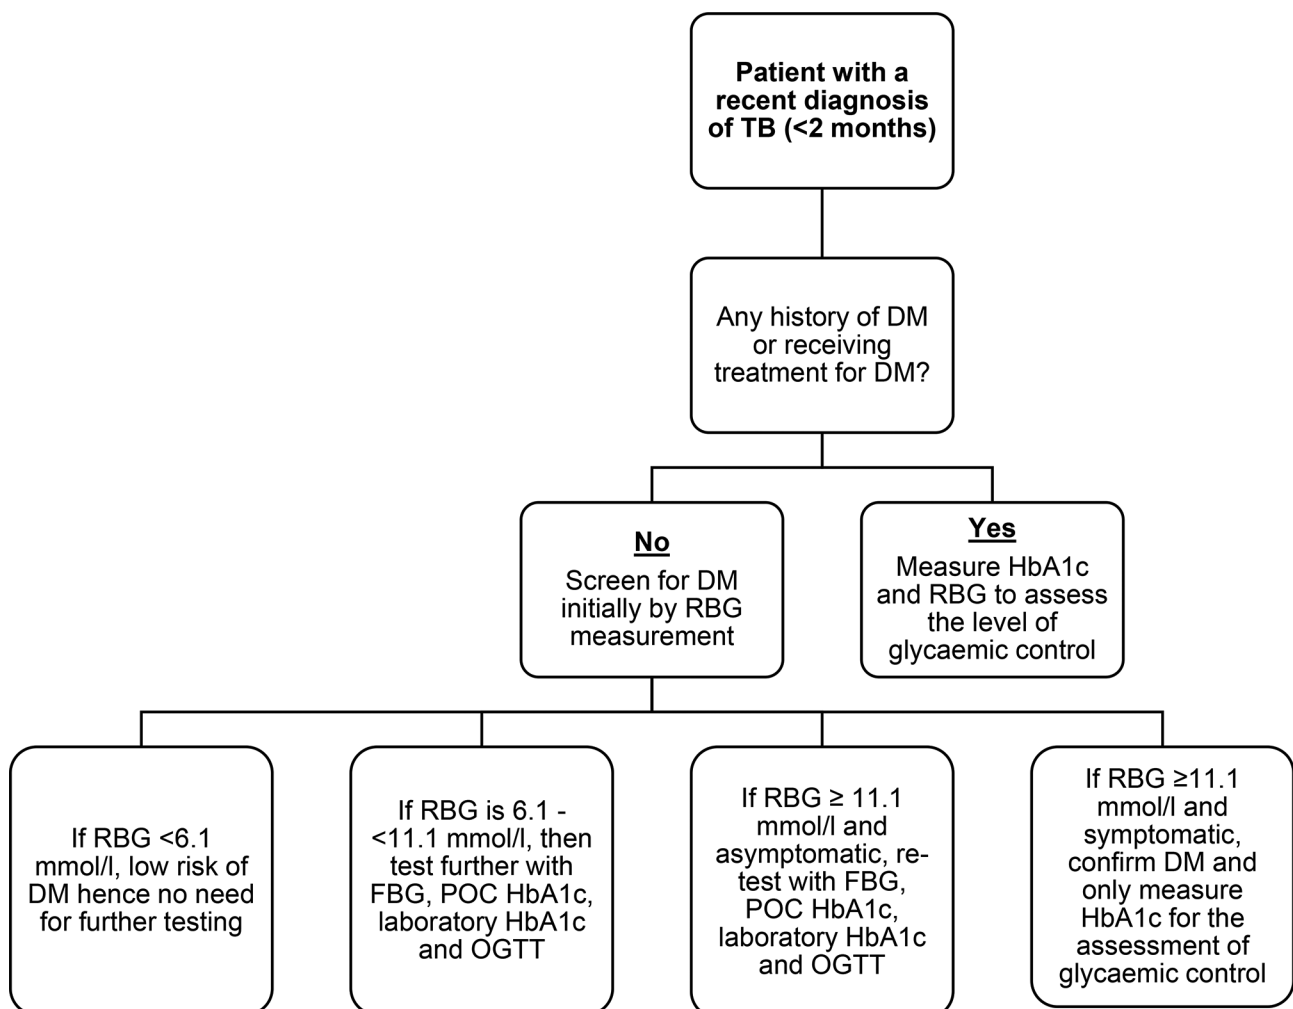 Patient with a
recent diagnosis
of TB (<2 months)
Any history of DM
or receiving
treatment for DM?
No
Screen for DM
initially by RBG
measurement
Yes
Measure HbA1c
and RBG to assess
the level of
glycaemic control
If RBG <6.1
mmol/l, low risk of
DM hence no need
for further testing
If RBG is 6.1 -
<11.1 mmol/l, then
test further with
FBG, POC HbA1c,
laboratory HbA1c
and OGTT
If RBG ≥ 11.1
mmol/l and
asymptomatic, re-
test with FBG,
POC HbA1c,
laboratory HbA1c
and OGTT
If RBG ≥11.1
mmol/l and
symptomatic,
confirm DM and
only measure
HbA1c for the
assessment of
glycaemic control